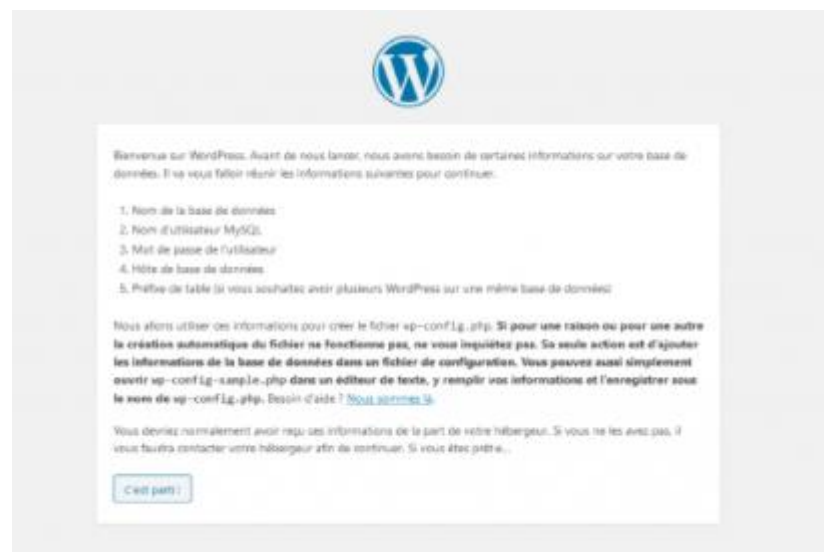 Bienvenue sur WordPress. Avant de nous lancer, nous avons besoin de certaines informations sur votre base de
données. Il va vous falloir réunir les informations suivantes pour continuer.
1. Nom de la base de données
2. Nom d'utilisateur MySQL
3. Mot de passe de l'utilisateur
4. Hôte de base de données
5. Préfixe de table (si vous souhaitez avoir plusieurs WordPress sur une même base de données)
Nous allons utiliser ces informations pour créer le fichier wp-config.php. Si pour une raison ou pour une autre
la création automatique du fichier ne fonctionne pas, ne vous inquiétez pas. Sa seule action est d'ajouter
les informations de la base de données dans un fichier de configuration. Vous pouvez aussi simplement
ouvrir wp-config-sample.php dans un éditeur de texte, y remplir vos informations et l'enregistrer sous
le nom de wp-config.php. Besoin d'aide ? Nous sommes là.
Vous devriez normalement avoir reçu ces informations de la part de votre hébergeur. Si vous ne les avez pas, il
vous faudra contacter votre hébergeur afin de continuer. Si vous êtes prêt·e...
C'est parti !